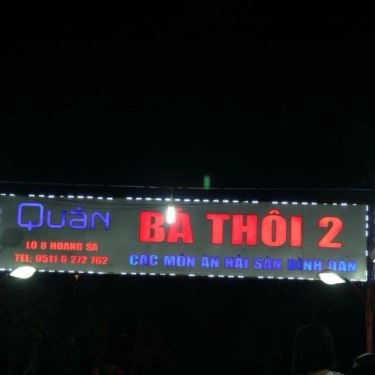 Quán BÀ THÔI 2
LÔ 8 HOÀNG SA
TEL: 0511 6 272 762
CÁC MÓN ĂN HẢI SẢN BÌNH DÂN